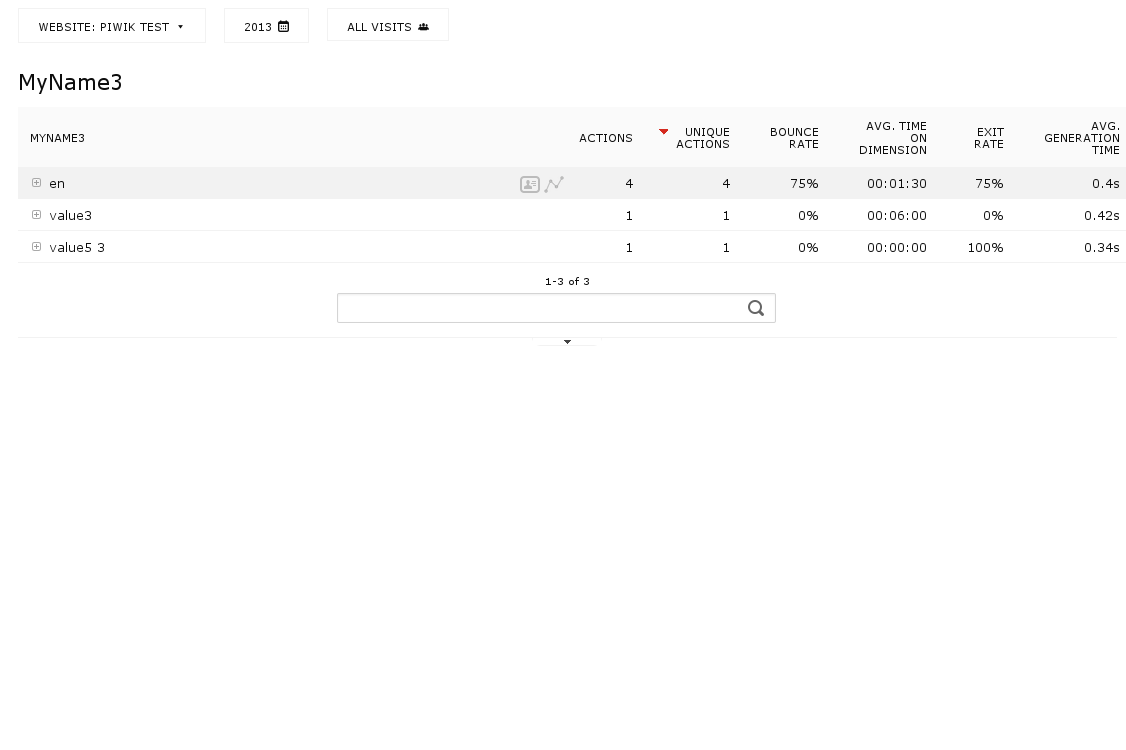 WEBSITE: PIWIK TEST 2013 ALL VISITS
MyName3
MYNAME3 ACTIONS UNIQUE ACTIONS BOUNCE RATE AVG. TIME ON DIMENSION EXIT RATE AVG. GENERATION TIME
en 4 4 75% 00:01:30 75% 0.4s
value3 1 1 0% 00:06:00 0% 0.42s
value5 3 1 1 0% 00:00:00 100% 0.34s
1-3 of 3